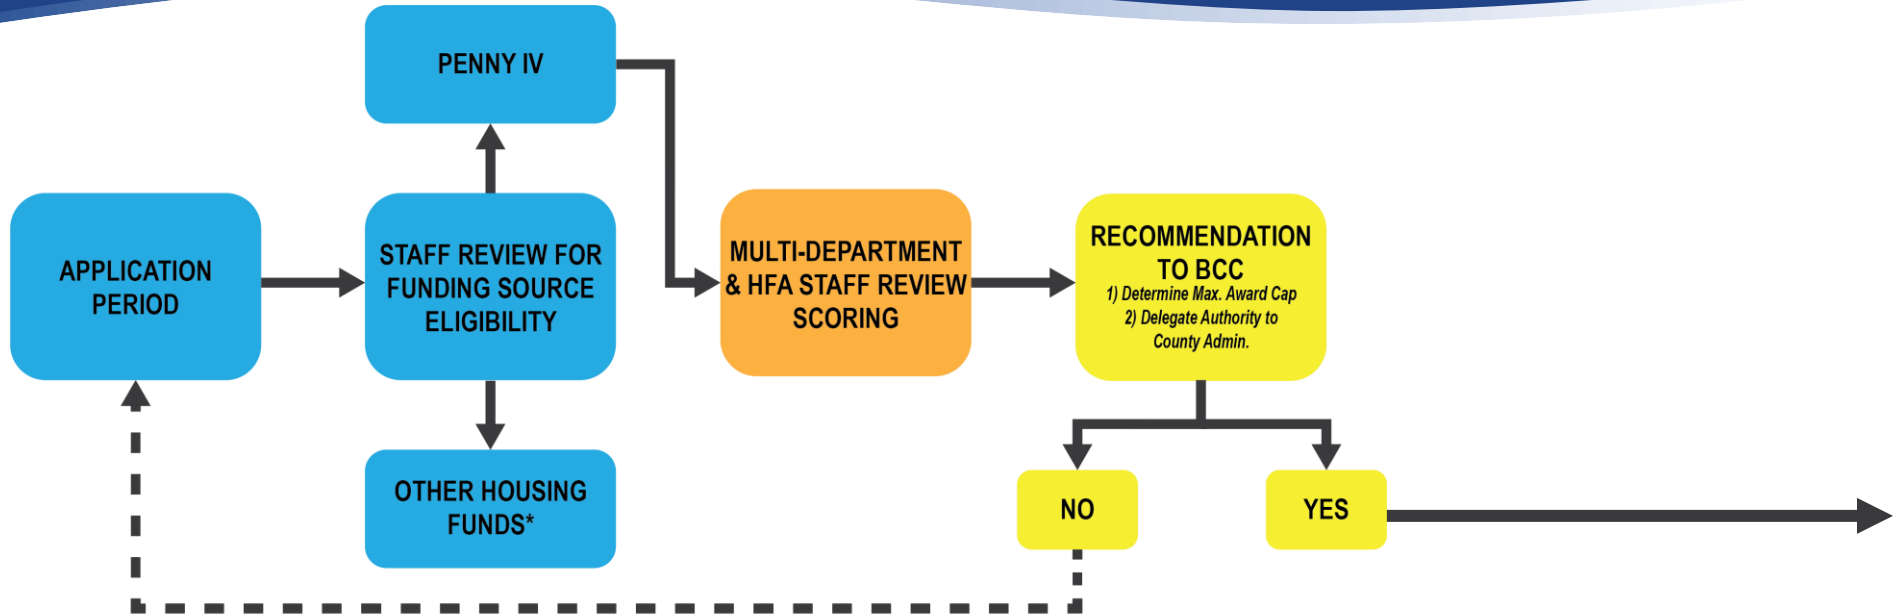 PENNY IV
APPLICATION
PERIOD
STAFF REVIEW FOR
FUNDING SOURCE
ELIGIBILITY
OTHER HOUSING
FUNDS*
MULTI-DEPARTMENT
& HFA STAFF REVIEW
SCORING
RECOMMENDATION
TO BCC
1) Determine Max. Award Cap
2) Delegate Authority to
County Admin.
NO
YES